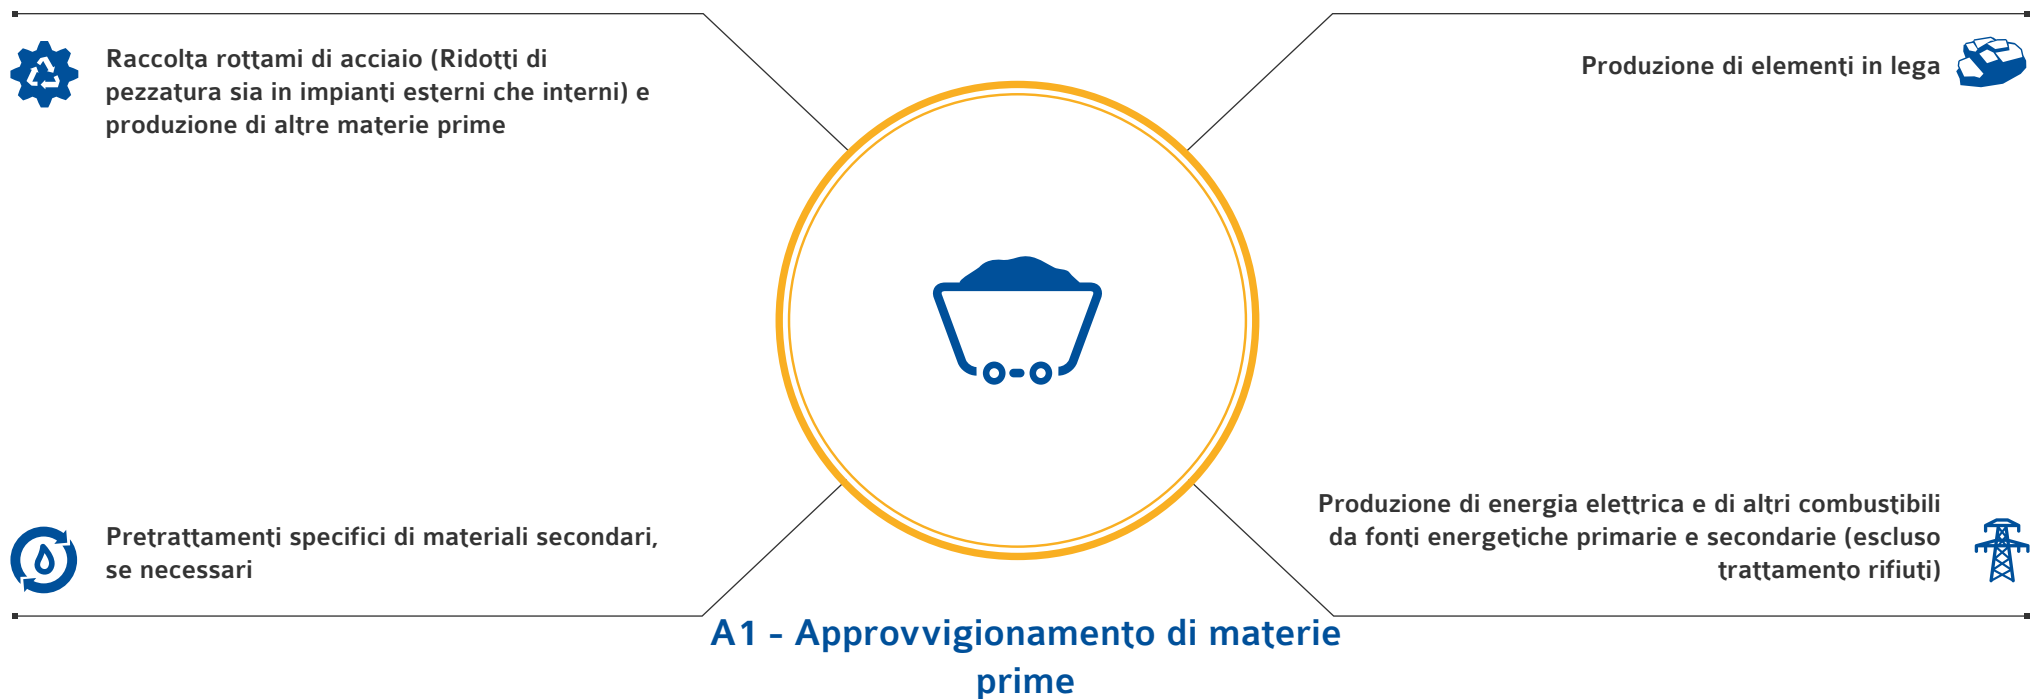 Raccolta rottami di acciaio (Ridotti di
pezzatura sia in impianti esterni che interni) e
produzione di altre materie prime
Produzione di elementi in lega
Pretrattamenti specifici di materiali secondari,
se necessari
Produzione di energia elettrica e di altri combustibili
da fonti energetiche primarie e secondarie (escluso
trattamento rifiuti)
A1 - Approvvigionamento di materie
prime